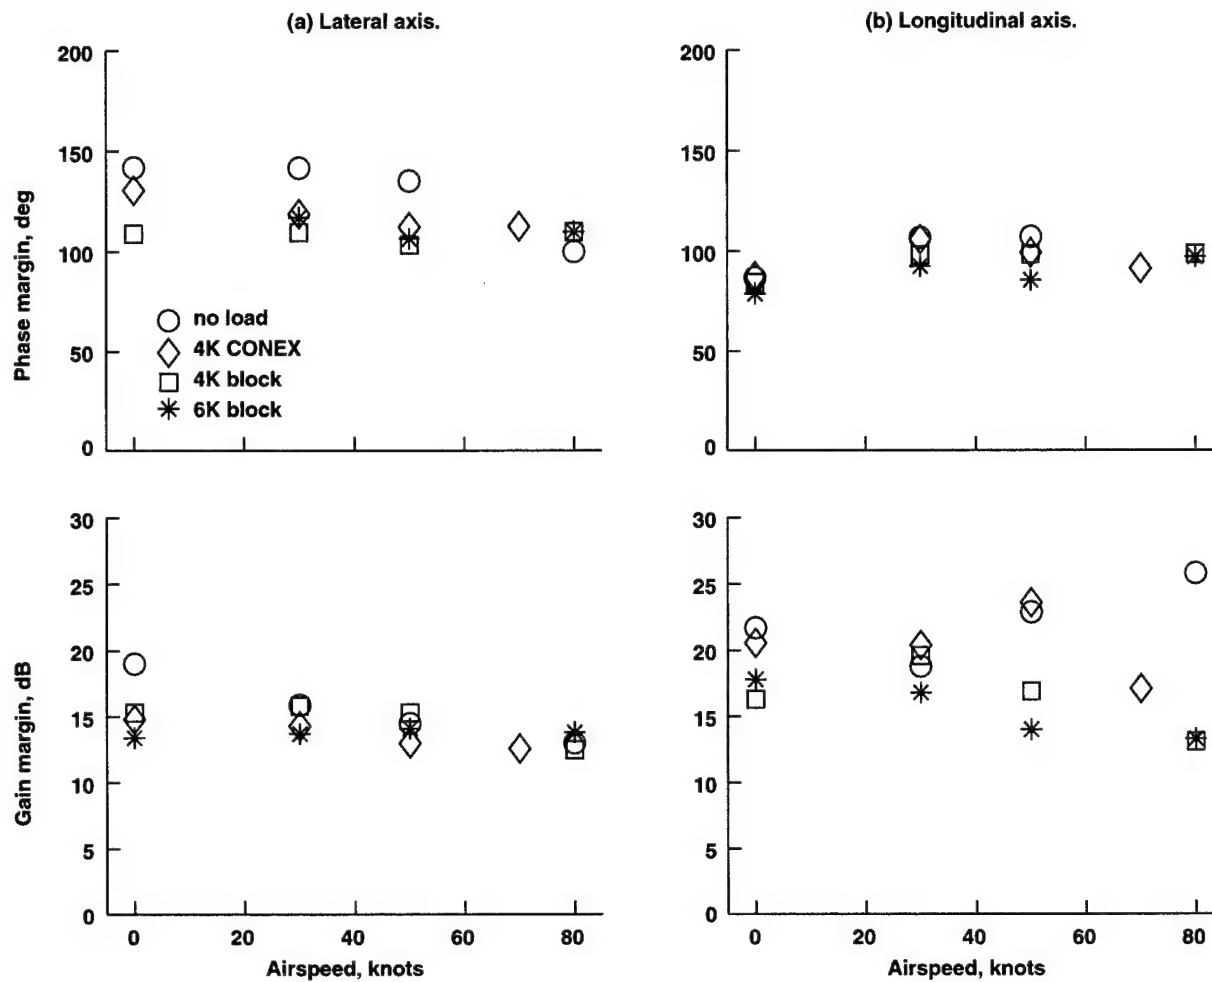 (a) Lateral axis.
(b) Longitudinal axis.
200
150
100
50
0
Phase margin, deg
no load
4K CONEX
4K block
6K block
200
150
100
50
0
30
25
20
15
10
5
0
Gain margin, dB
0 20 40 60 80
Airspeed, knots
30
25
20
15
10
5
0
0 20 40 60 80
Airspeed, knots